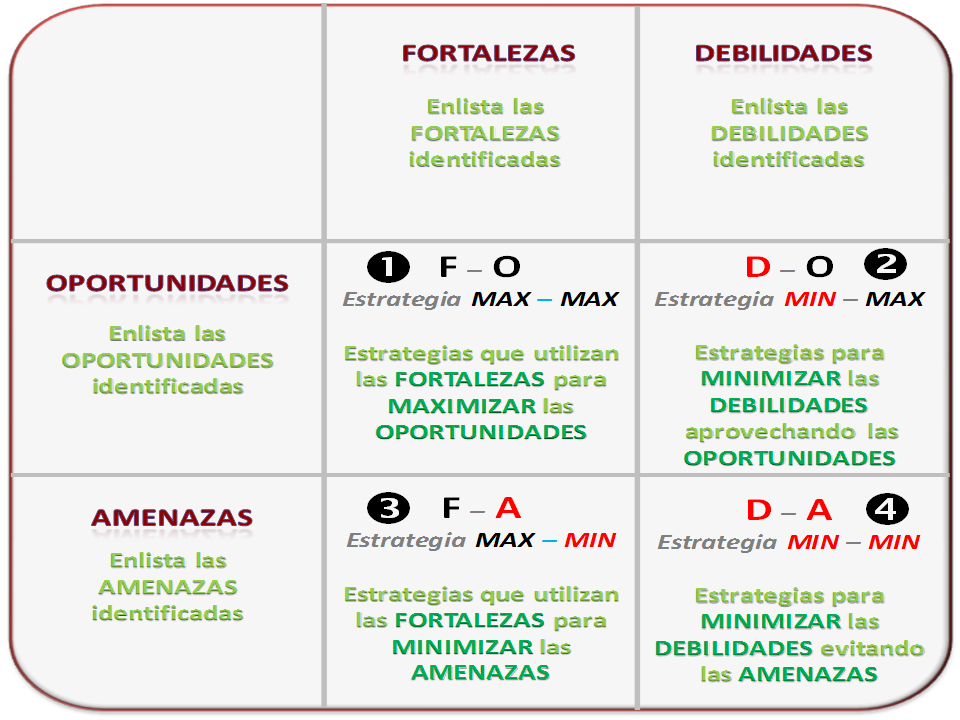 FORTALEZAS
Enlista las
FORTALEZAS
identificadas
DEBILIDADES
Enlista las
DEBILIDADES
identificadas
OPORTUNIDADES
Enlista las
OPORTUNIDADES
identificadas
1 F – O
Estrategia MAX – MAX
Estrategias que utilizan
las FORTALEZAS para
MAXIMIZAR las
OPORTUNIDADES
D – O 2
Estrategia MIN – MAX
Estrategias para
MINIMIZAR las
DEBILIDADES
aprovechando las
OPORTUNIDADES
AMENAZAS
Enlista las
AMENAZAS
identificadas
3 F – A
Estrategia MAX – MIN
Estrategias que utilizan
las FORTALEZAS para
MINIMIZAR las
AMENAZAS
D – A 4
Estrategia MIN – MIN
Estrategias para
MINIMIZAR las
DEBILIDADES evitando
las AMENAZAS